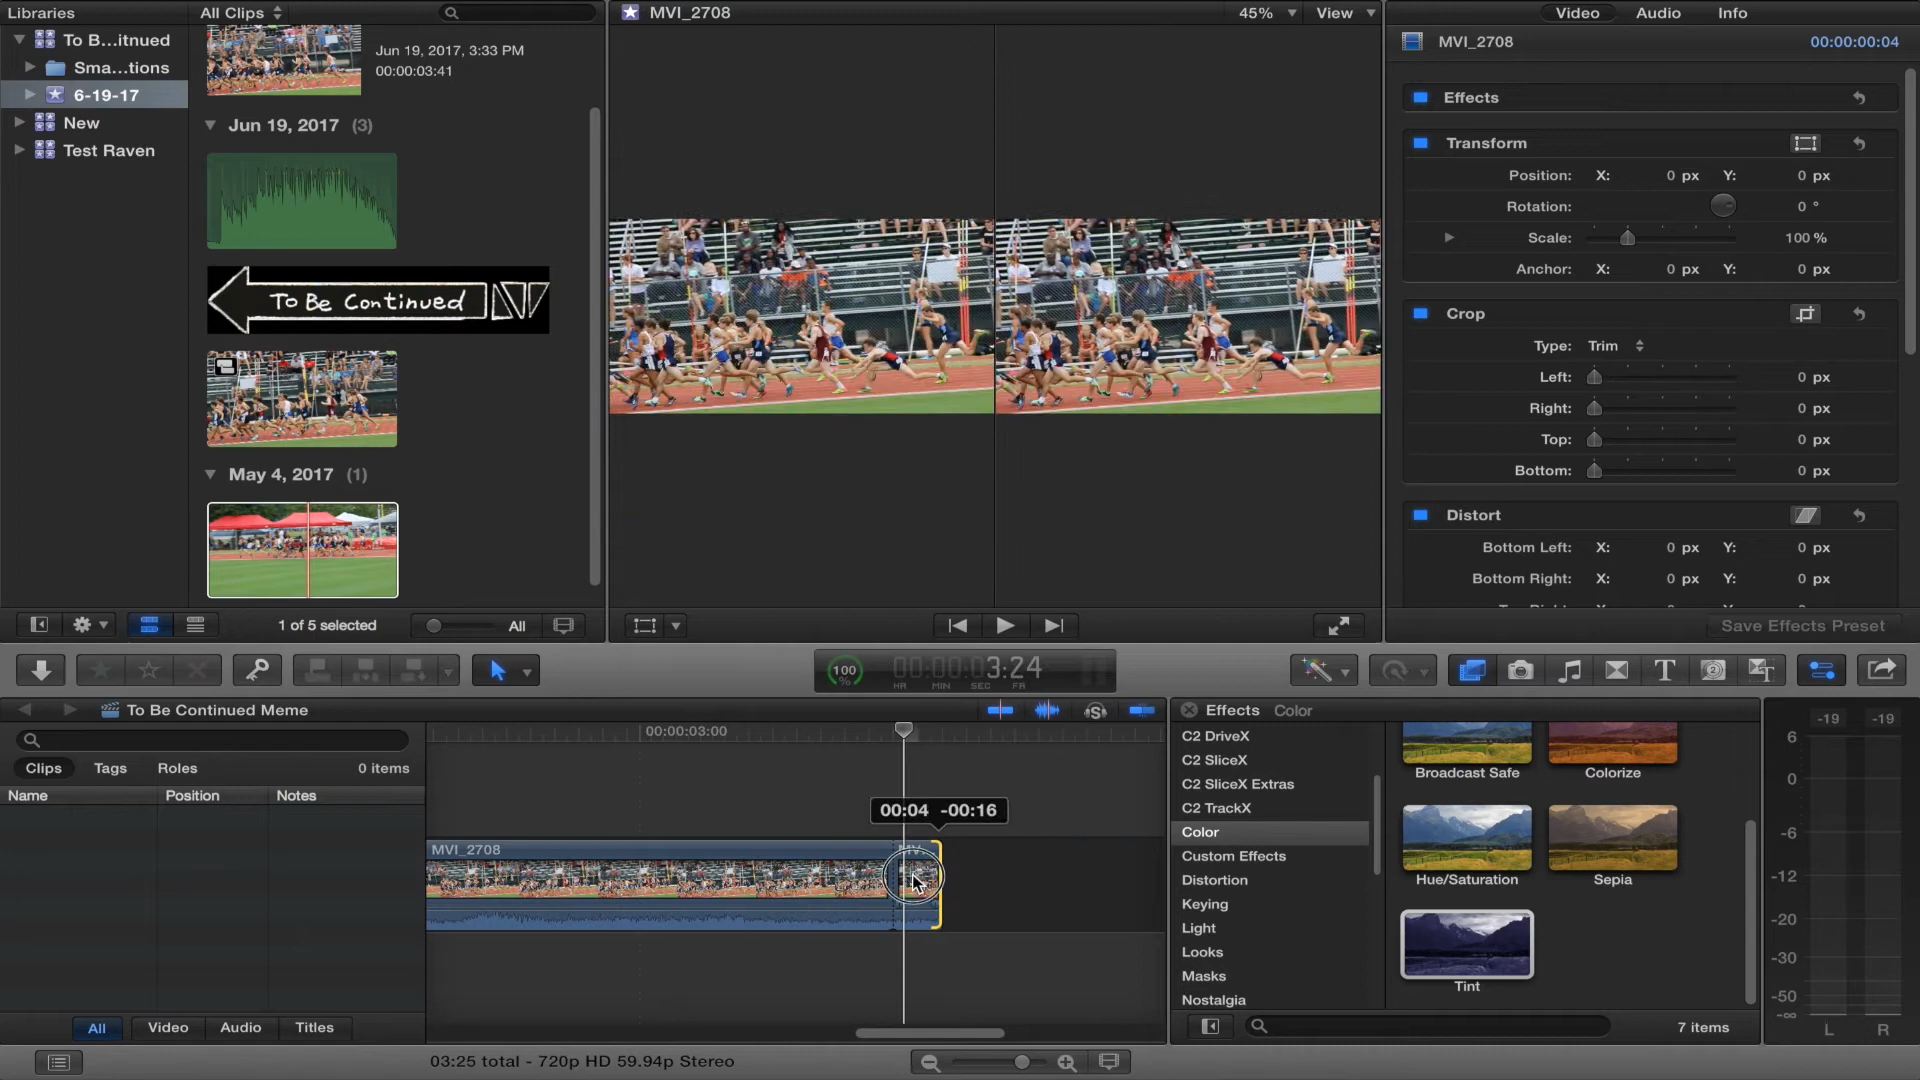 Libraries
All Clips
MVI_2708
45%
View
Video
Audio
Info
To B...itnued
Sma...tions
6-19-17
New
Test Raven
Jun 19, 2017, 3:33 PM
00:00:03:41
Jun 19, 2017 (3)
To Be Continued
May 4, 2017 (1)
1 of 5 selected
All
MVI_2708
00:00:00:04
Effects
Transform
Position: X: 0 px Y: 0 px
Rotation: 0 °
Scale: 100 %
Anchor: X: 0 px Y: 0 px
Crop
Type: Trim
Left: 0 px
Right: 0 px
Top: 0 px
Bottom: 0 px
Distort
Bottom Left: X: 0 px Y: 0 px
Bottom Right: X: 0 px Y: 0 px
Save Effects Preset
100 %
00:00:03:24
HR MIN SEC FR
To Be Continued Meme
Clips Tags Roles 0 items
Name Position Notes
All Video Audio Titles
00:00:03:00
00:04 -00:16
MVI_2708
03:25 total - 720p HD 59.94p Stereo
Effects Color
C2 DriveX
C2 SliceX
C2 SliceX Extras
C2 TrackX
Color
Custom Effects
Distortion
Keying
Light
Looks
Masks
Nostalgia
Broadcast Safe
Colorize
Hue/Saturation
Sepia
Tint
7 items
-19 -19
6
0
-6
-12
-20
-30
-50
-∞
L R